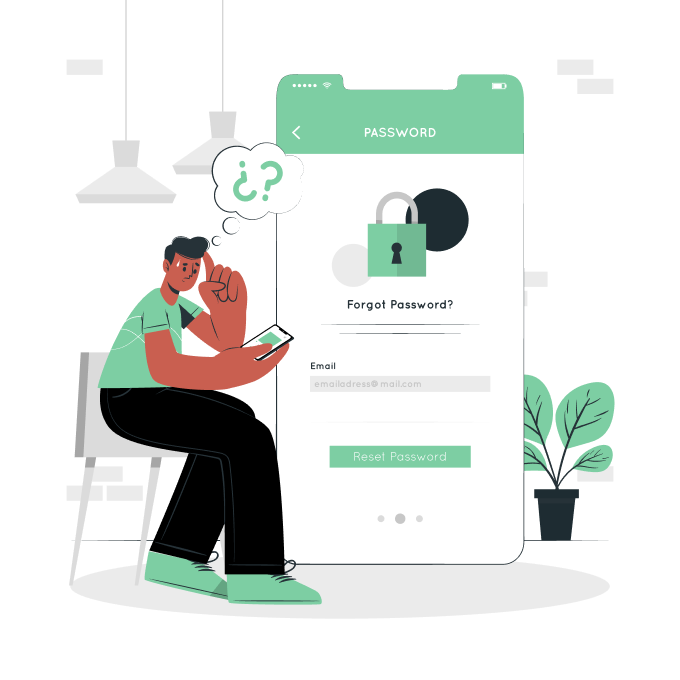 PASSWORD
¿?
Forgot Password?
Email
emailadress@mail.com
Reset Password